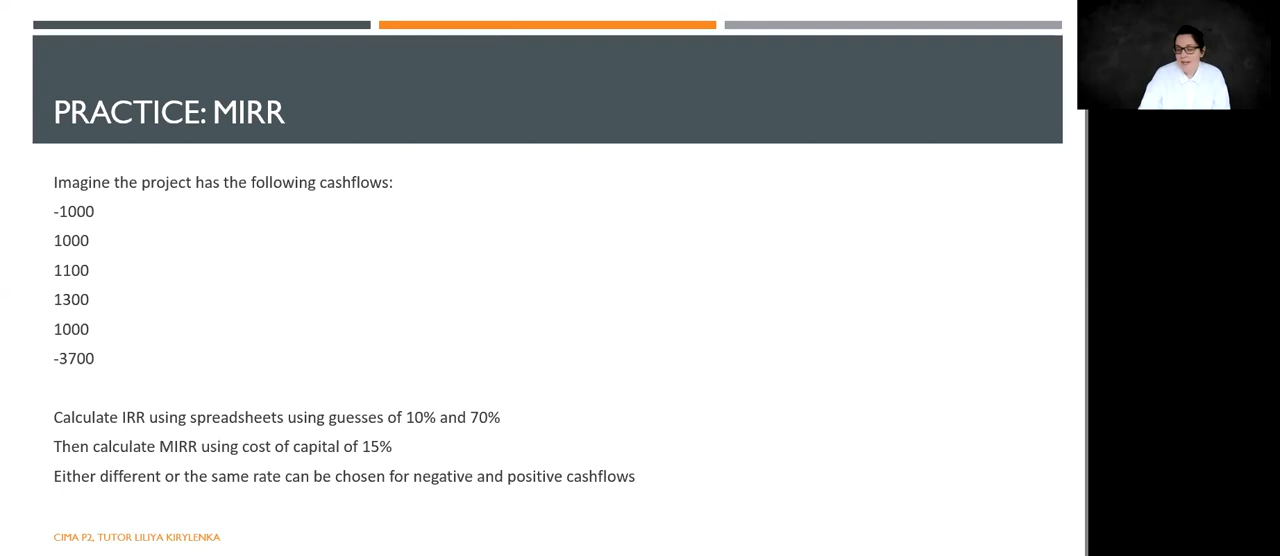 PRACTICE: MIRR
Imagine the project has the following cashflows:
-1000
1000
1100
1300
1000
-3700
Calculate IRR using spreadsheets using guesses of 10% and 70%
Then calculate MIRR using cost of capital of 15%
Either different or the same rate can be chosen for negative and positive cashflows
CIMA P2, TUTOR LILIYA KIRYLENKA